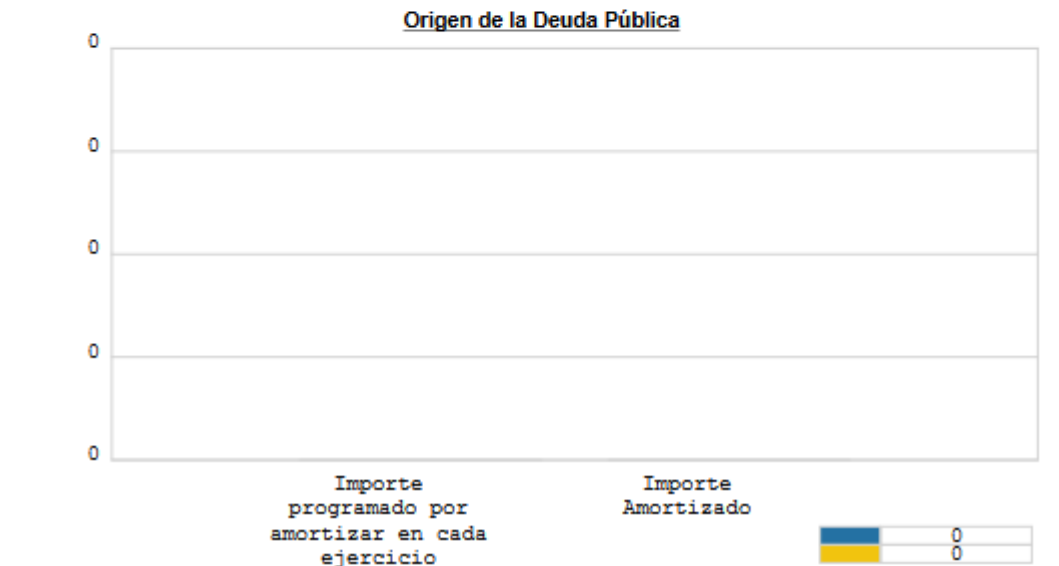 Origen de la Deuda Pública
0
0
0
0
0
Importe
programado por
amortizar en cada
ejercicio
Importe
Amortizado
0
0